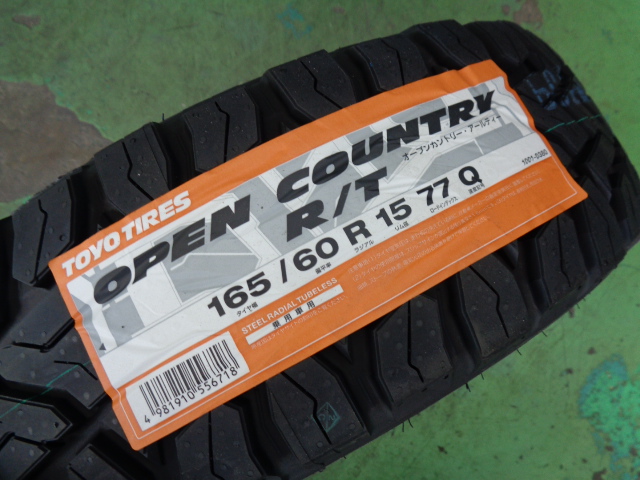 TOYO TIRES
OPEN COUNTRY
R/T
オープンカントリー・アールティー
165 / 60 R 15 77 Q
タイヤ幅 偏平率 ラジアル リム径 ロードインデックス 速度記号
STEEL RADIAL TUBELESS
乗用車用
4 981910 556718